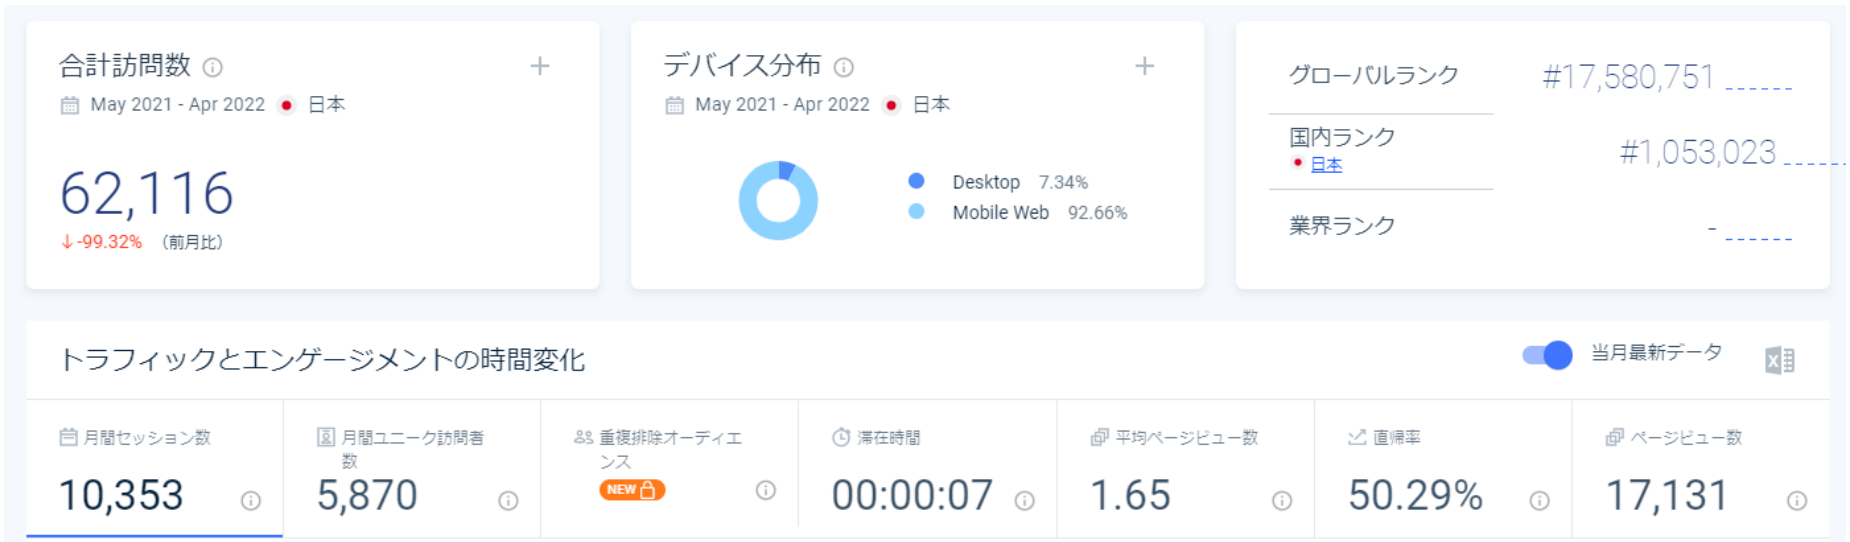 合計訪問数
May 2021 - Apr 2022 日本
62,116
↓ -99.32% （前月比）
デバイス分布
May 2021 - Apr 2022 日本
Desktop 7.34%
Mobile Web 92.66%
グローバルランク #17,580,751
国内ランク
日本 #1,053,023
業界ランク -
トラフィックとエンゲージメントの時間変化
当月最新データ
月間セッション数
10,353
月間ユニーク訪問者
数
5,870
重複排除オーディエ
ンス
NEW
滞在時間
00:00:07
平均ページビュー数
1.65
直帰率
50.29%
ページビュー数
17,131